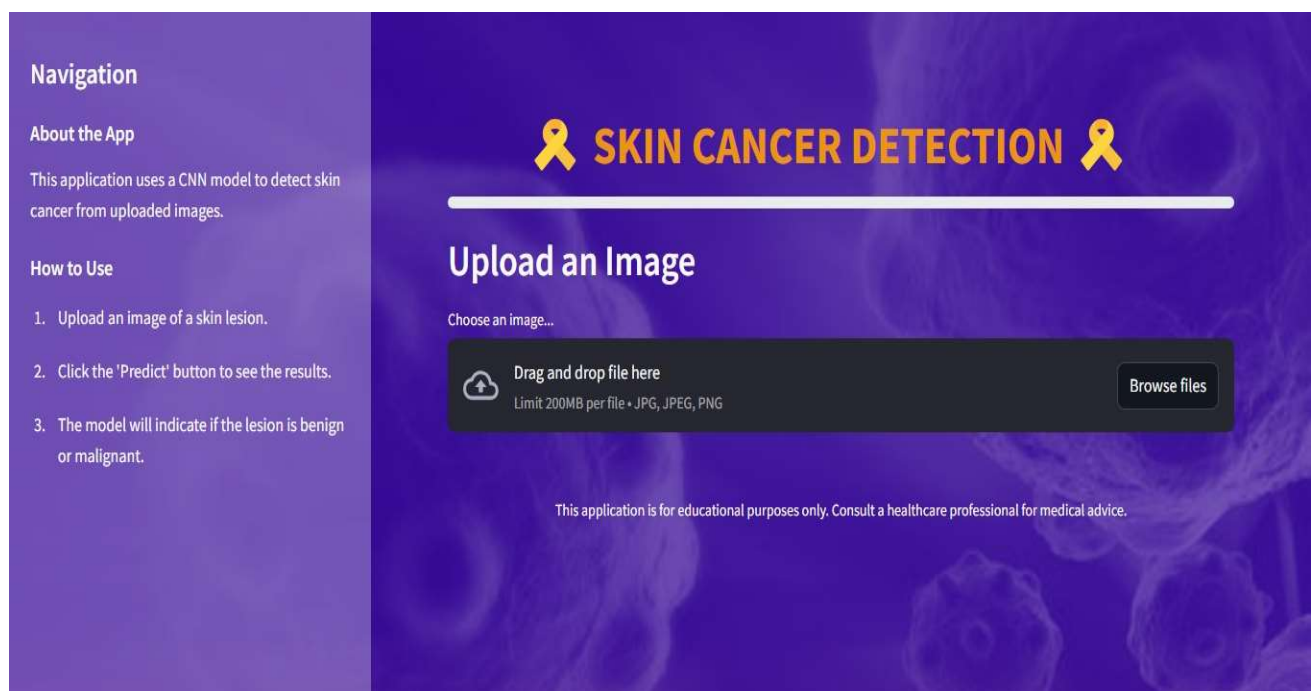 Navigation
About the App
This application uses a CNN model to detect skin
cancer from uploaded images.
How to Use
1. Upload an image of a skin lesion.
2. Click the 'Predict' button to see the results.
3. The model will indicate if the lesion is benign
or malignant.
SKIN CANCER DETECTION
Upload an Image
Choose an image...
Drag and drop file here
Limit 200MB per file • JPG, JPEG, PNG
Browse files
This application is for educational purposes only. Consult a healthcare professional for medical advice.